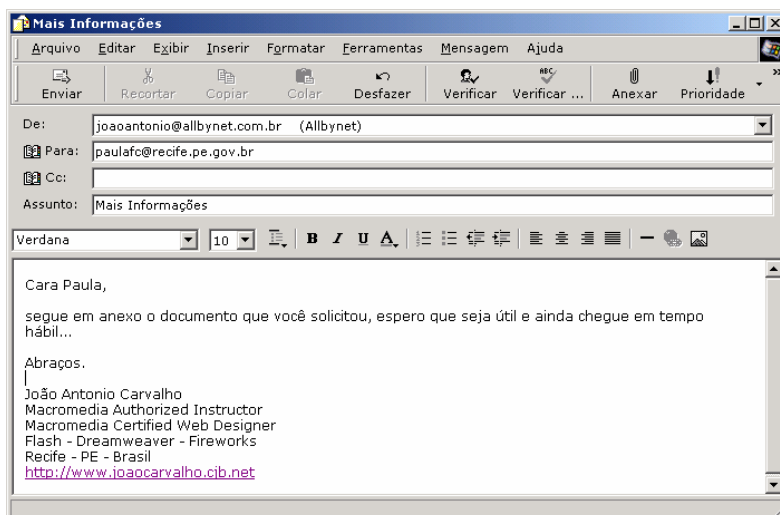 Mais Informações
Arquivo Editar Exibir Inserir Formatar Ferramentas Mensagem Ajuda
Enviar Recortar Copiar Colar Desfazer Verificar Verificar ... Anexar Prioridade
De: joaoantonio@allbynet.com.br (Allbynet)
Para: paulafc@recife.pe.gov.br
Cc:
Assunto: Mais Informações
Verdana 10 B I U A
Cara Paula,
segue em anexo o documento que você solicitou, espero que seja útil e ainda chegue em tempo
hábil...
Abraços.
João Antonio Carvalho
Macromedia Authorized Instructor
Macromedia Certified Web Designer
Flash - Dreamweaver - Fireworks
Recife - PE - Brasil
http://www.joaocarvalho.cjb.net